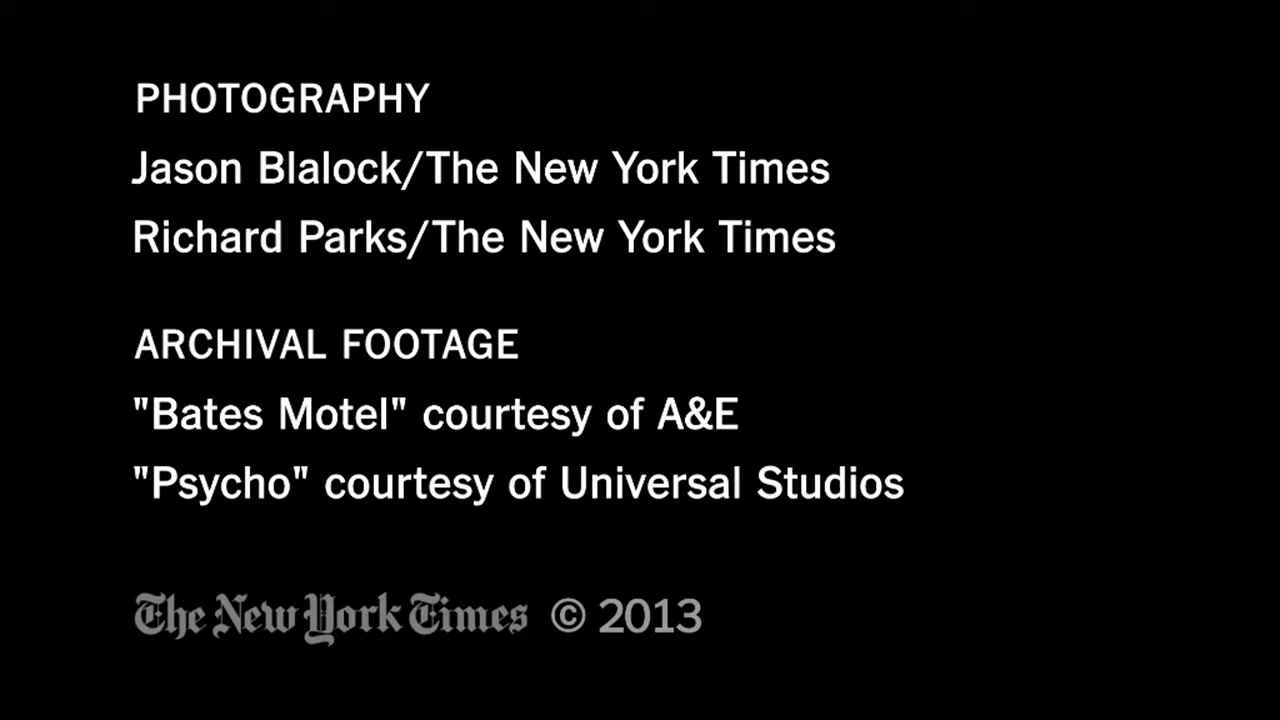 PHOTOGRAPHY
Jason Blalock/The New York Times
Richard Parks/The New York Times
ARCHIVAL FOOTAGE
"Bates Motel" courtesy of A&E
"Psycho" courtesy of Universal Studios
The New York Times © 2013